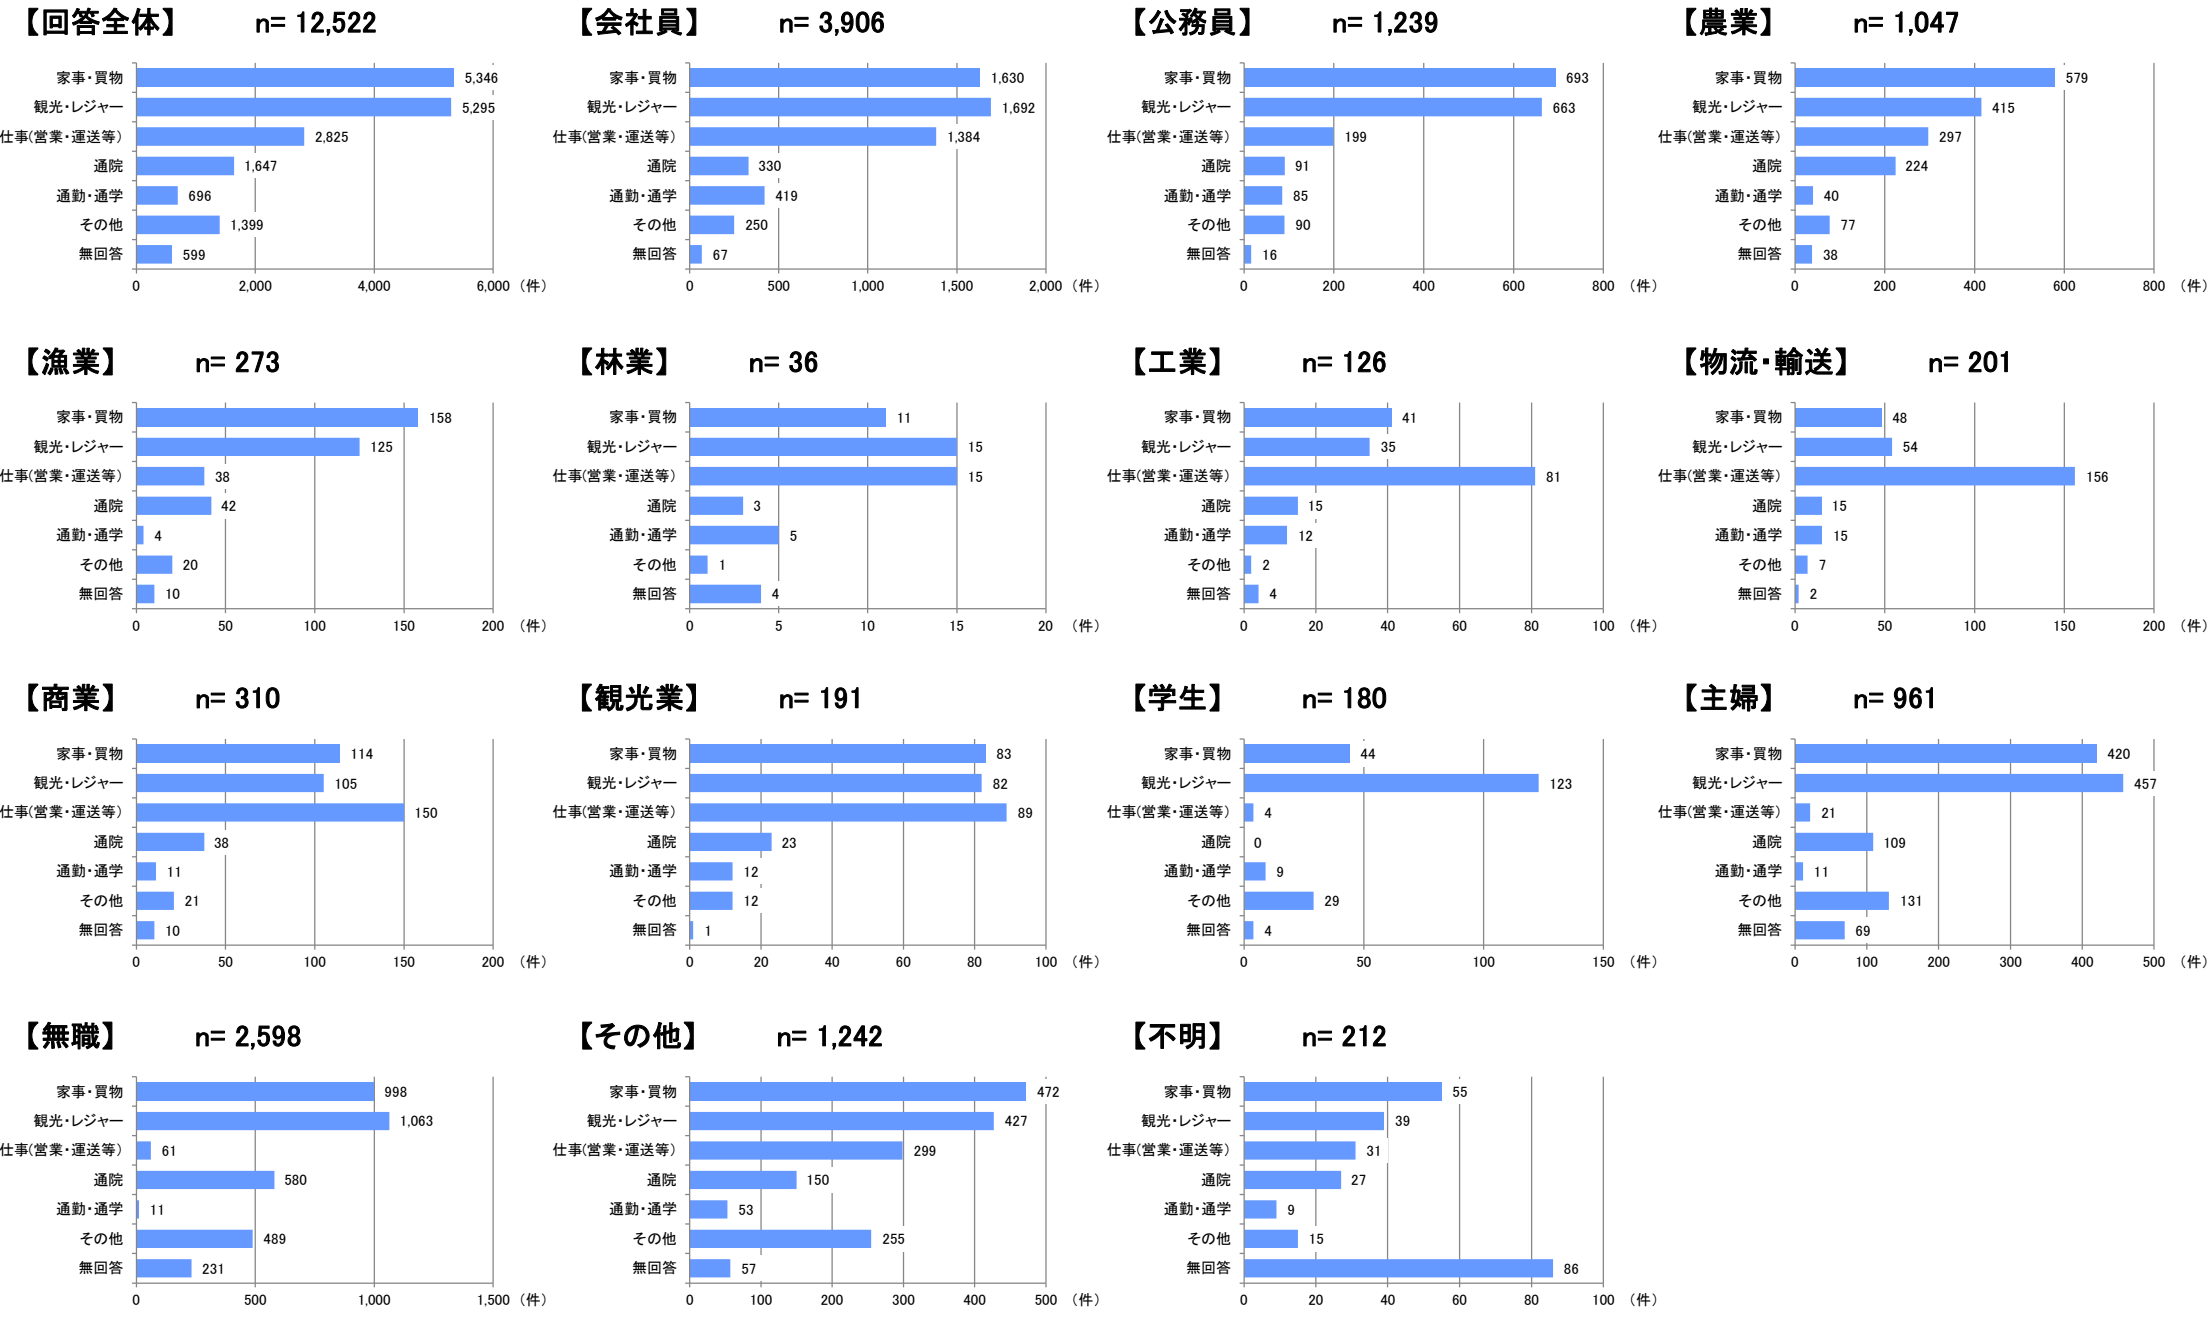 【回答全体】 n= 12,522
家事・買物 5,346
観光・レジャー 5,295
仕事(営業・運送等) 2,825
通院 1,647
通勤・通学 696
その他 1,399
無回答 599
0 2,000 4,000 6,000 (件)
【会社員】 n= 3,906
家事・買物 1,630
観光・レジャー 1,692
仕事(営業・運送等) 1,384
通院 330
通勤・通学 419
その他 250
無回答 67
0 500 1,000 1,500 2,000 (件)
【公務員】 n= 1,239
家事・買物 693
観光・レジャー 663
仕事(営業・運送等) 199
通院 91
通勤・通学 85
その他 90
無回答 16
0 200 400 600 800 (件)
【農業】 n= 1,047
家事・買物 579
観光・レジャー 415
仕事(営業・運送等) 297
通院 224
通勤・通学 40
その他 77
無回答 38
0 200 400 600 800 (件)
【漁業】 n= 273
家事・買物 158
観光・レジャー 125
仕事(営業・運送等) 38
通院 42
通勤・通学 4
その他 20
無回答 10
0 50 100 150 200 (件)
【林業】 n= 36
家事・買物 11
観光・レジャー 15
仕事(営業・運送等) 15
通院 3
通勤・通学 5
その他 1
無回答 4
0 5 10 15 20 (件)
【工業】 n= 126
家事・買物 41
観光・レジャー 35
仕事(営業・運送等) 81
通院 15
通勤・通学 12
その他 2
無回答 4
0 20 40 60 80 100 (件)
【物流・輸送】 n= 201
家事・買物 48
観光・レジャー 54
仕事(営業・運送等) 156
通院 15
通勤・通学 15
その他 7
無回答 2
0 50 100 150 200 (件)
【商業】 n= 310
家事・買物 114
観光・レジャー 105
仕事(営業・運送等) 150
通院 38
通勤・通学 11
その他 21
無回答 10
0 50 100 150 200 (件)
【観光業】 n= 191
家事・買物 83
観光・レジャー 82
仕事(営業・運送等) 89
通院 23
通勤・通学 12
その他 12
無回答 1
0 20 40 60 80 100 (件)
【学生】 n= 180
家事・買物 44
観光・レジャー 123
仕事(営業・運送等) 4
通院 0
通勤・通学 9
その他 29
無回答 4
0 50 100 150 (件)
【主婦】 n= 961
家事・買物 420
観光・レジャー 457
仕事(営業・運送等) 21
通院 109
通勤・通学 11
その他 131
無回答 69
0 100 200 300 400 500 (件)
【無職】 n= 2,598
家事・買物 998
観光・レジャー 1,063
仕事(営業・運送等) 61
通院 580
通勤・通学 11
その他 489
無回答 231
0 500 1,000 1,500 (件)
【その他】 n= 1,242
家事・買物 472
観光・レジャー 427
仕事(営業・運送等) 299
通院 150
通勤・通学 53
その他 255
無回答 57
0 100 200 300 400 500 (件)
【不明】 n= 212
家事・買物 55
観光・レジャー 39
仕事(営業・運送等) 31
通院 27
通勤・通学 9
その他 15
無回答 86
0 20 40 60 80 100 (件)